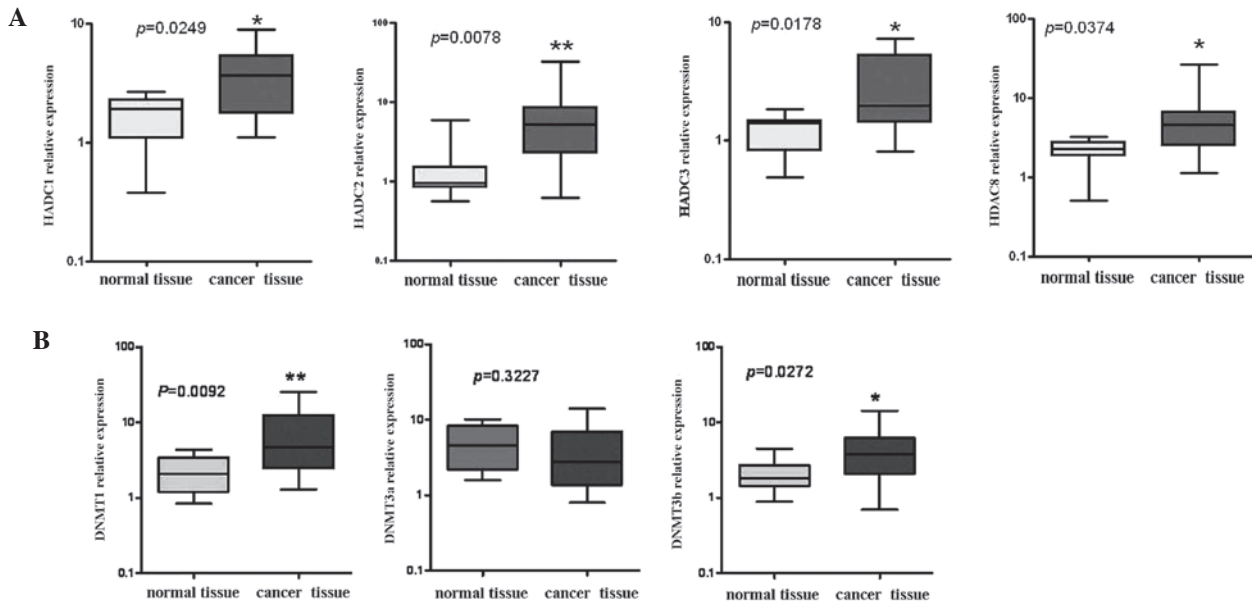 A
HADC1 relative expression
10
1
0.1
p=0.0249
*
normal tissue cancer tissue
HADC2 relative expression
100
10
1
0.1
p=0.0078
**
normal tissue cancer tissue
HADC3 relative expression
10
1
0.1
p=0.0178
*
normal tissue cancer tissue
HDAC8 relative expression
100
10
1
0.1
p=0.0374
*
normal tissue cancer tissue
B
DNMT1 relative expression
100
10
1
0.1
P=0.0092
**
normal tissue cancer tissue
DNMT3a relative expression
100
10
1
0.1
p=0.3227
normal tissue cancer tissue
DNMT3b relative expression
100
10
1
0.1
p=0.0272
*
normal tissue cancer tissue